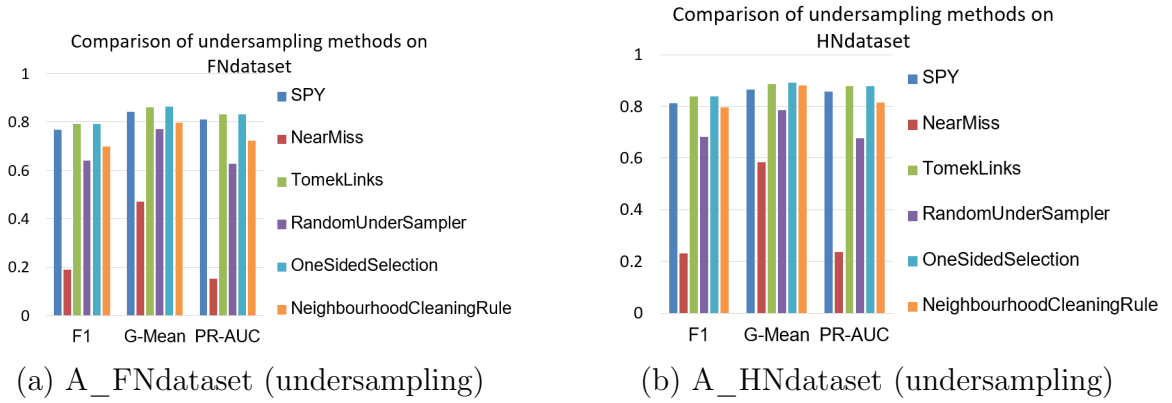 Comparison of undersampling methods on
FNdataset
1
0.8
0.6
0.4
0.2
0
F1 G-Mean PR-AUC
SPY
NearMiss
TomekLinks
RandomUnderSampler
OneSidedSelection
NeighbourhoodCleaningRule
(a) A_FNdataset (undersampling)
Comparison of undersampling methods on
HNdataset
1
0.8
0.6
0.4
0.2
0
F1 G-Mean PR-AUC
SPY
NearMiss
TomekLinks
RandomUnderSampler
OneSidedSelection
NeighbourhoodCleaningRule
(b) A_HNdataset (undersampling)